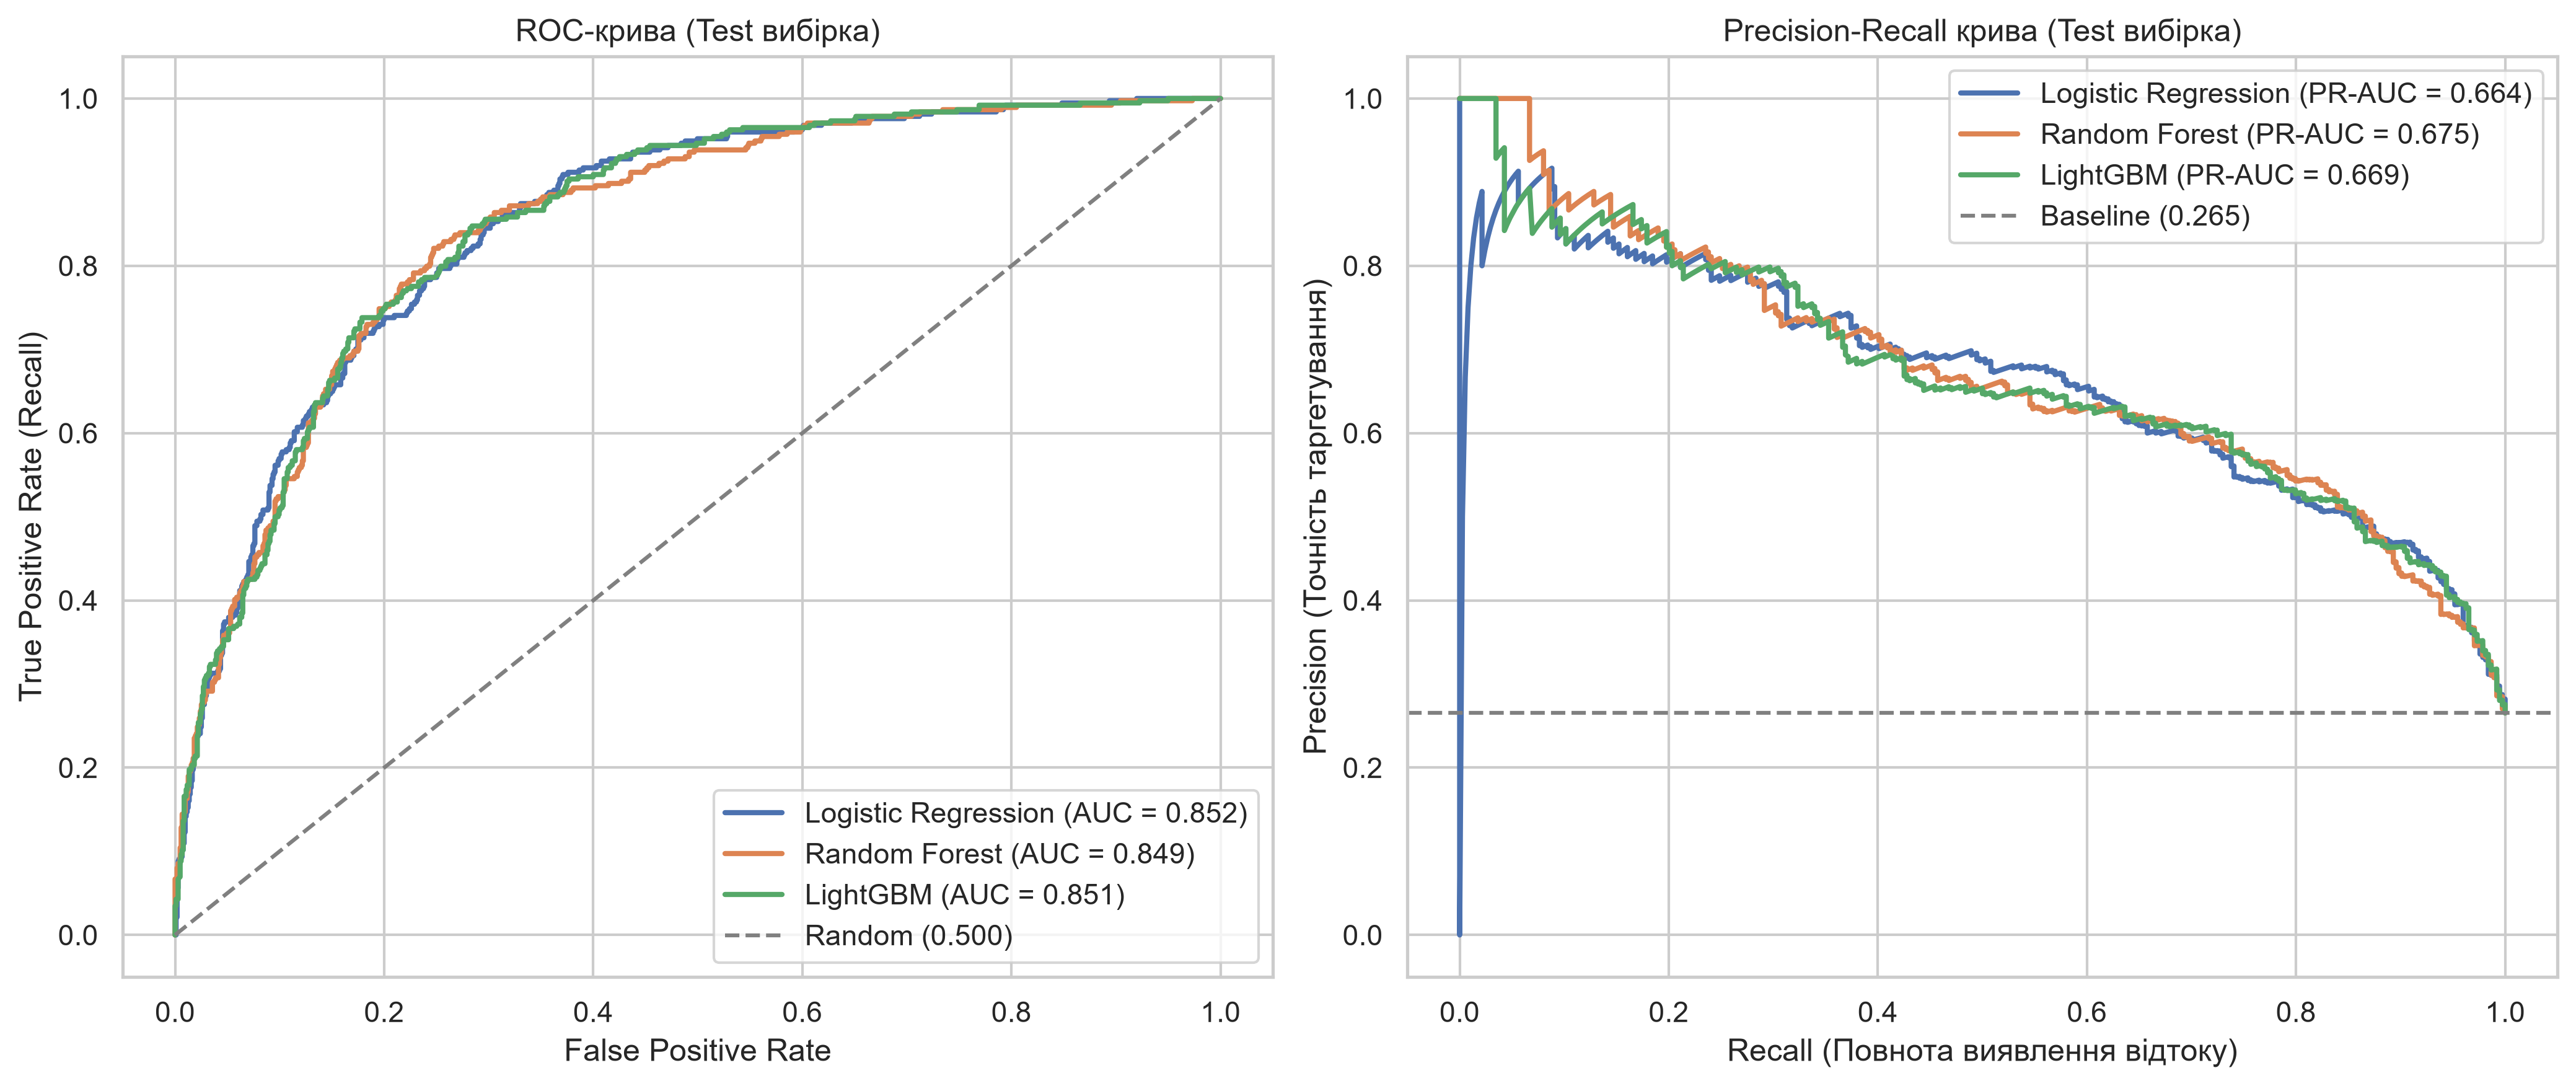 ROC-крива (Test вибірка)
True Positive Rate (Recall)
1.0
0.8
0.6
0.4
0.2
0.0
Logistic Regression (AUC = 0.852)
Random Forest (AUC = 0.849)
LightGBM (AUC = 0.851)
Random (0.500)
0.0 0.2 0.4 0.6 0.8 1.0
False Positive Rate
Precision-Recall крива (Test вибірка)
Precision (Точність таргетування)
1.0
0.8
0.6
0.4
0.2
0.0
Logistic Regression (PR-AUC = 0.664)
Random Forest (PR-AUC = 0.675)
LightGBM (PR-AUC = 0.669)
Baseline (0.265)
0.0 0.2 0.4 0.6 0.8 1.0
Recall (Повнота виявлення відтоку)